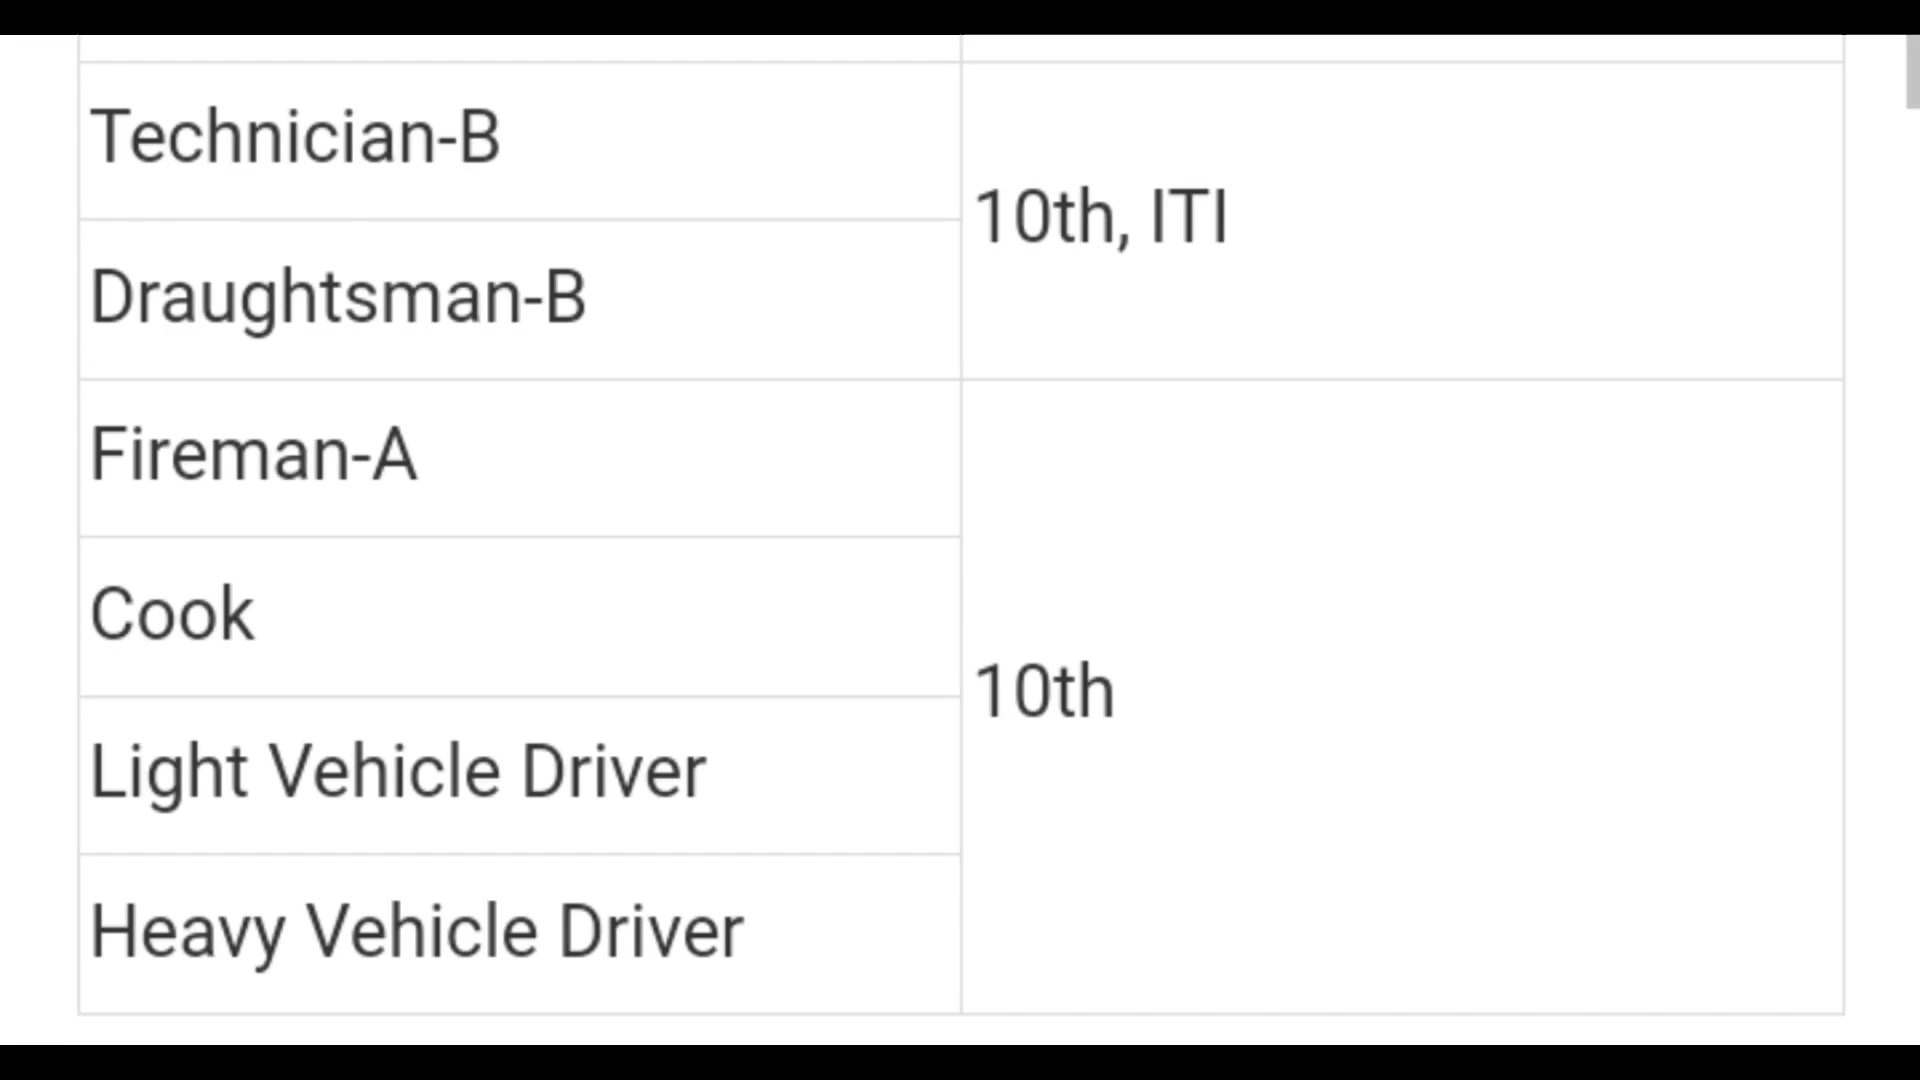 Technician-B
10th, ITI
Draughtsman-B
Fireman-A
Cook
10th
Light Vehicle Driver
Heavy Vehicle Driver